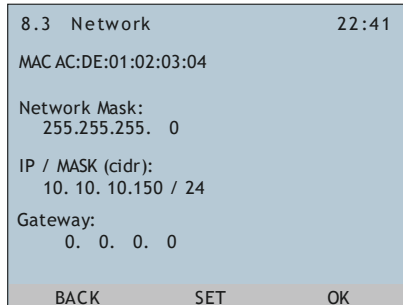 8.3 Network 22:41
MAC AC:DE:01:02:03:04
Network Mask:
255.255.255. 0
IP / MASK (cidr):
10. 10. 10.150 / 24
Gateway:
0. 0. 0. 0
BACK SET OK